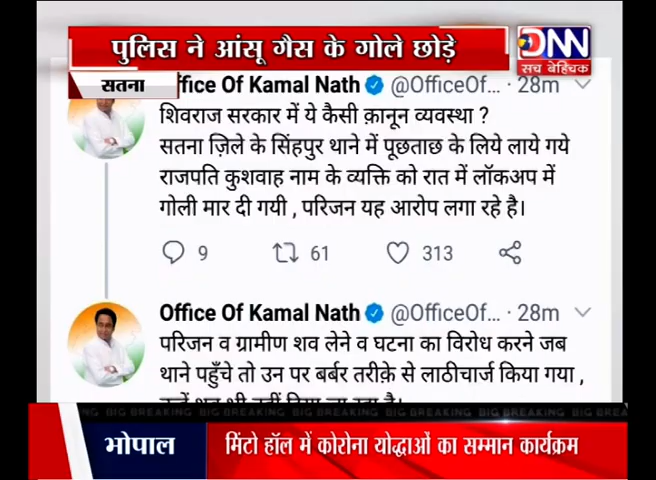 पुलिस ने आंसू गैस के गोले छोड़े
DNN
सच बेहिचक
सतना
ffice Of Kamal Nath @OfficeOf... · 28m
शिवराज सरकार में ये कैसी क़ानून व्यवस्था ?
सतना ज़िले के सिंहपुर थाने में पूछताछ के लिये लाये गये
राजपति कुशवाह नाम के व्यक्ति को रात में लॉकअप में
गोली मार दी गयी , परिजन यह आरोप लगा रहे है।
9 61 313
Office Of Kamal Nath @OfficeOf... · 28m
परिजन व ग्रामीण शव लेने व घटना का विरोध करने जब
थाने पहुँचे तो उन पर बर्बर तरीक़े से लाठीचार्ज किया गया ,
BIG BREAKING BIG BREAKING BIG BREAKING BIG BREAKING BIG BREA
भोपाल
मिंटो हॉल में कोरोना योद्धाओं का सम्मान कार्यक्रम